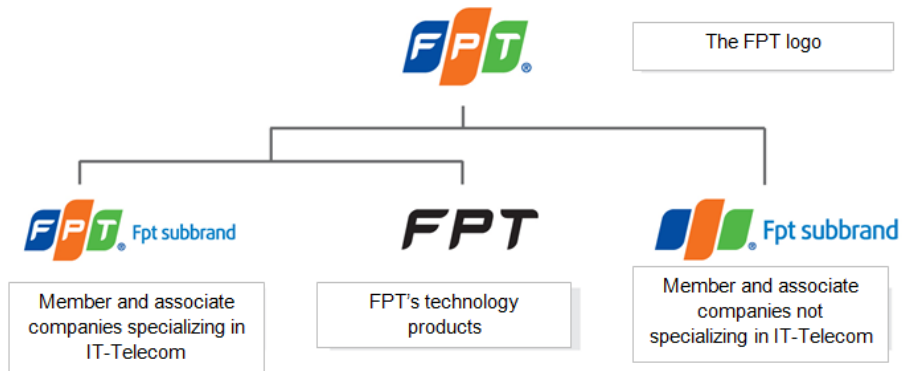 FPT®
The FPT logo
FPT® Fpt subbrand
FPT
® Fpt subbrand
Member and associate
companies specializing in
IT-Telecom
FPT's technology
products
Member and associate
companies not
specializing in IT-Telecom